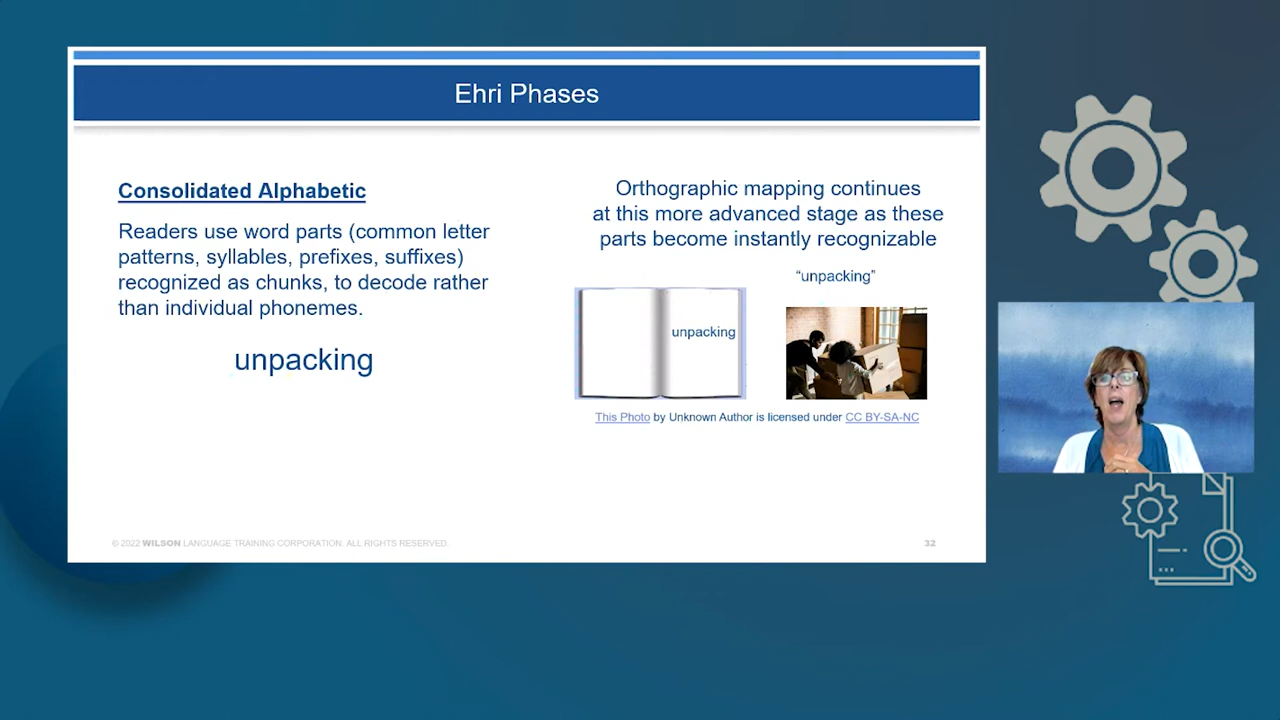 Ehri Phases
Consolidated Alphabetic
Readers use word parts (common letter
patterns, syllables, prefixes, suffixes)
recognized as chunks, to decode rather
than individual phonemes.
unpacking
Orthographic mapping continues
at this more advanced stage as these
parts become instantly recognizable
“unpacking”
unpacking
This Photo by Unknown Author is licensed under CC BY-SA-NC
© 2022 WILSON LANGUAGE TRAINING CORPORATION. ALL RIGHTS RESERVED.
32